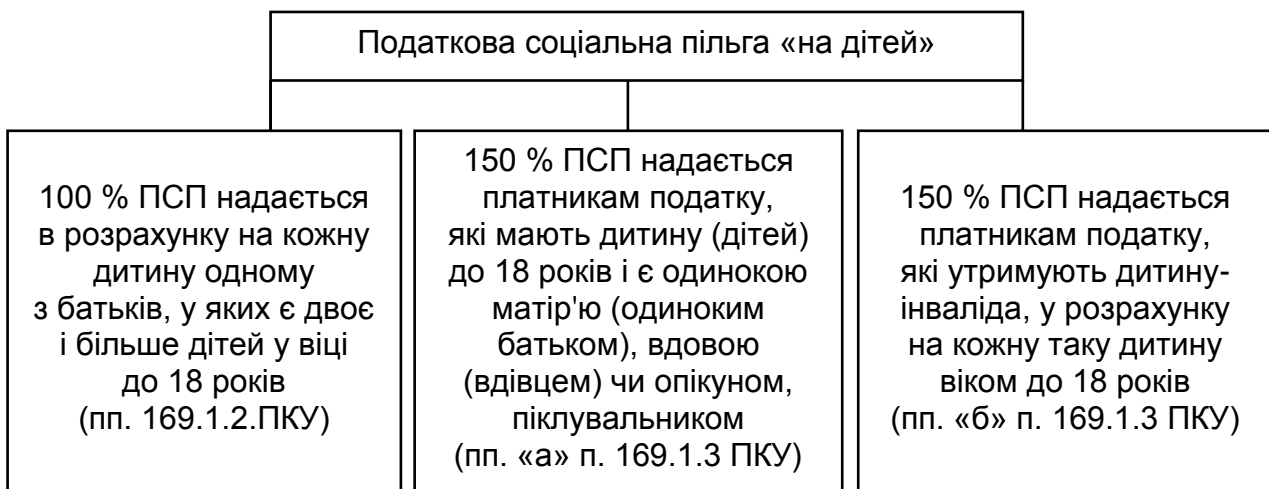 Податкова соціальна пільга «на дітей»
100 % ПСП надається
в розрахунку на кожну
дитину одному
з батьків, у яких є двоє
і більше дітей у віці
до 18 років
(пп. 169.1.2.ПКУ)
150 % ПСП надається
платникам податку,
які мають дитину (дітей)
до 18 років і є одинокою
матір'ю (одиноким
батьком), вдовою
(вдівцем) чи опікуном,
піклувальником
(пп. «а» п. 169.1.3 ПКУ)
150 % ПСП надається
платникам податку,
які утримують дитину-
інваліда, у розрахунку
на кожну таку дитину
віком до 18 років
(пп. «б» п. 169.1.3 ПКУ)